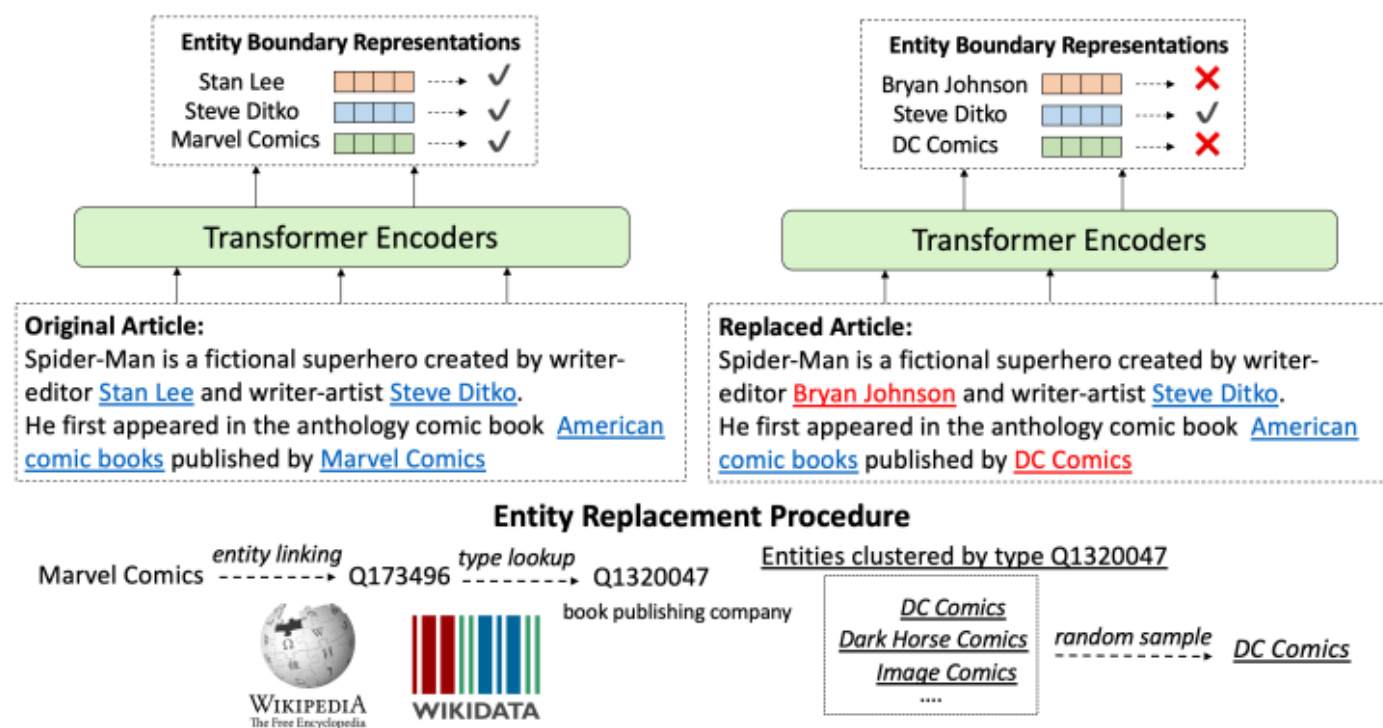 Entity Boundary Representations
Stan Lee
Steve Ditko
Marvel Comics
Transformer Encoders
Original Article:
Spider-Man is a fictional superhero created by writer-
editor Stan Lee and writer-artist Steve Ditko.
He first appeared in the anthology comic book American
comic books published by Marvel Comics
Entity Boundary Representations
Bryan Johnson
Steve Ditko
DC Comics
Transformer Encoders
Replaced Article:
Spider-Man is a fictional superhero created by writer-
editor Bryan Johnson and writer-artist Steve Ditko.
He first appeared in the anthology comic book American
comic books published by DC Comics
Entity Replacement Procedure
Marvel Comics
entity linking
Q173496
type lookup
Q1320047
book publishing company
WIKIPEDIA
The Free Encyclopedia
WIKIDATA
Entities clustered by type Q1320047
DC Comics
Dark Horse Comics
Image Comics
....
random sample
DC Comics